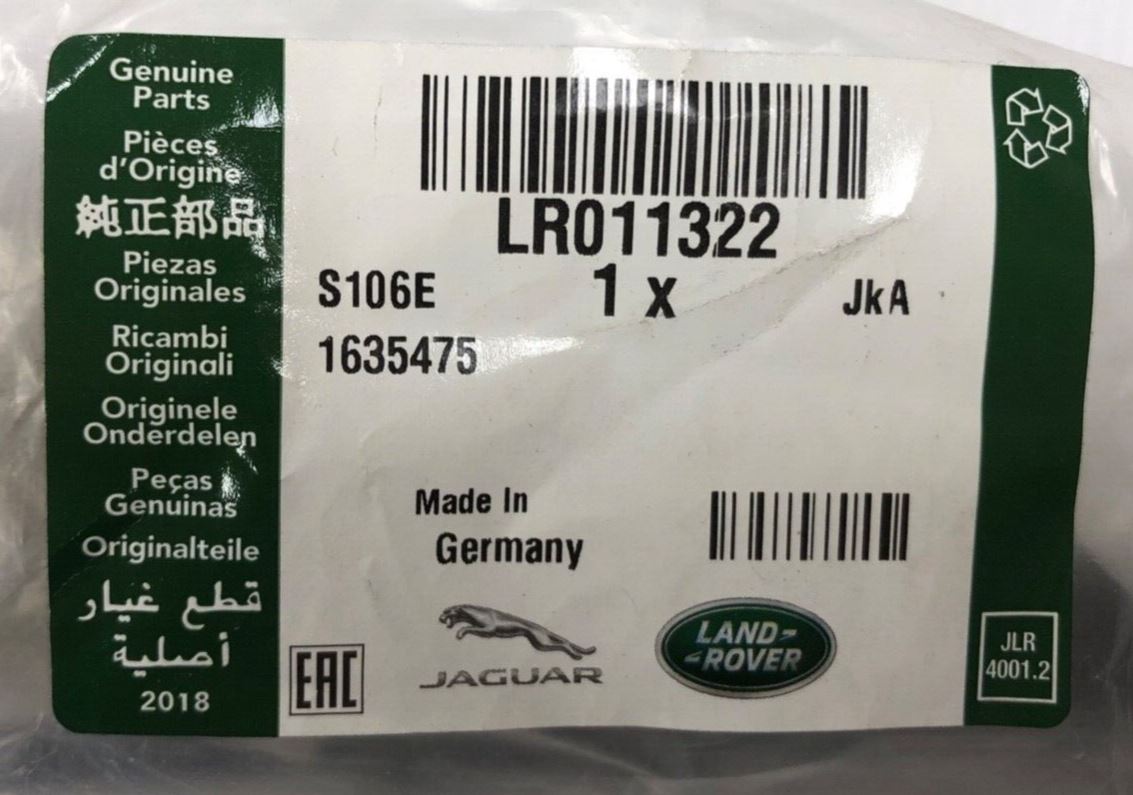 Genuine
Parts
Pièces
d'Origine
純正部品
Piezas
Originales
Ricambi
Originali
Originele
Onderdelen
Peças
Genuinas
Originalteile
قطع غيار
أصلية
2018
LR011322
S106E 1 x JkA
1635475
Made In
Germany
EAC
JAGUAR
LAND-
-ROVER
JLR
4001.2